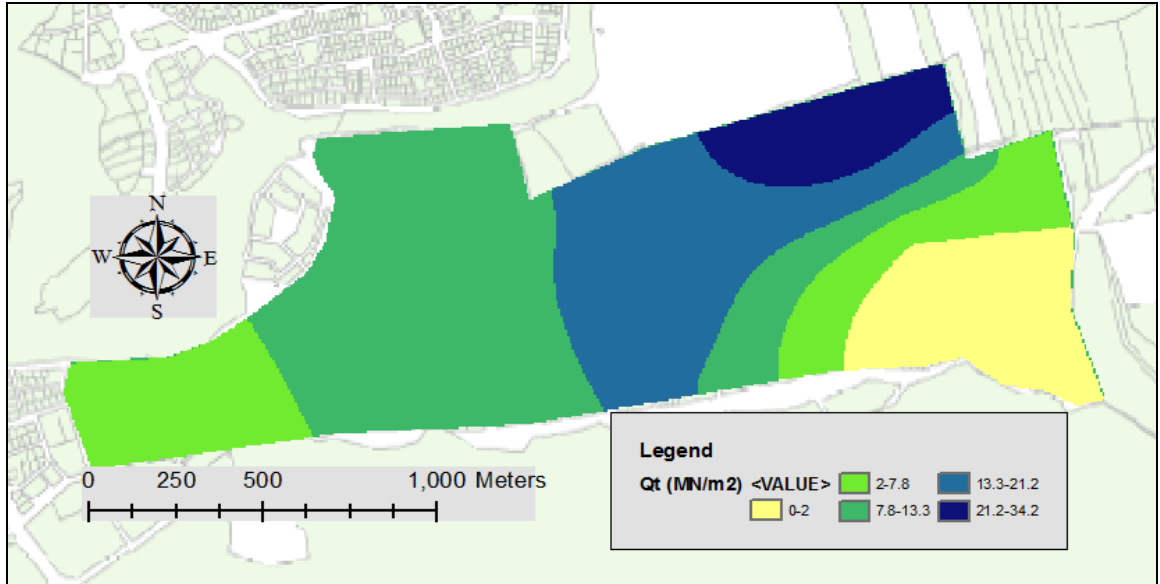 N
W E
S
0 250 500 1,000 Meters
Legend
Qt (MN/m2) <VALUE> 2-7.8 13.3-21.2
0-2 7.8-13.3 21.2-34.2